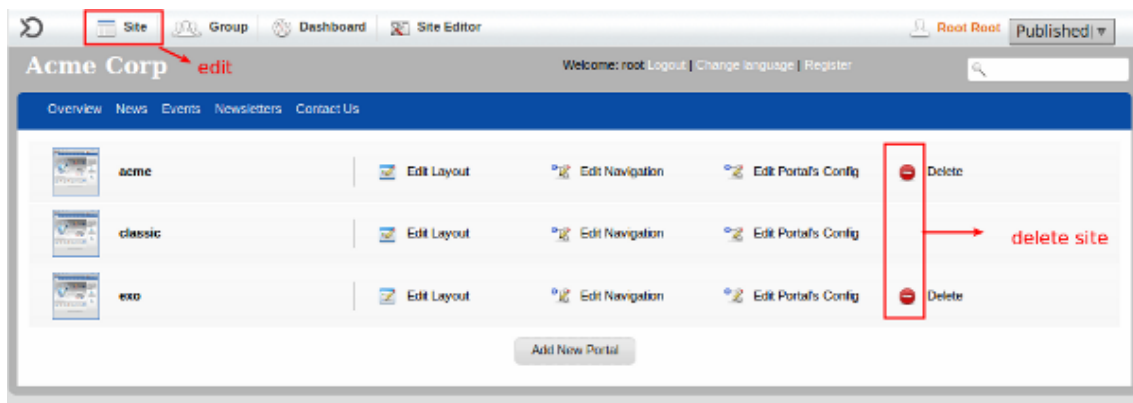 Site Group Dashboard Site Editor Root Root Published
Acme Corp edit Welcome: root Logout | Change language | Register
Overview News Events Newsletters Contact Us
acme Edit Layout Edit Navigation Edit Portal's Config Delete
classic Edit Layout Edit Navigation Edit Portal's Config
delete site
exo Edit Layout Edit Navigation Edit Portal's Config Delete
Add New Portal